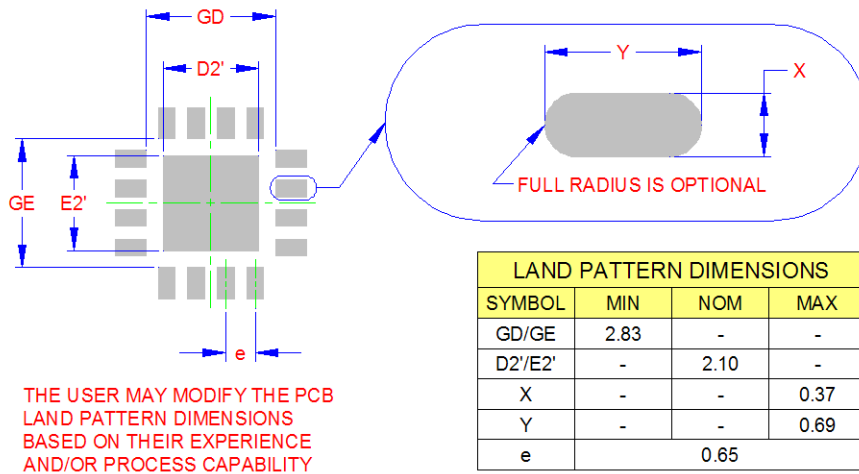 GD
D2'
GE
E2'
e
Y
X
FULL RADIUS IS OPTIONAL
THE USER MAY MODIFY THE PCB
LAND PATTERN DIMENSIONS
BASED ON THEIR EXPERIENCE
AND/OR PROCESS CAPABILITY
LAND PATTERN DIMENSIONS
SYMBOL MIN NOM MAX
GD/GE 2.83 - -
D2'/E2' - 2.10 -
X - - 0.37
Y - - 0.69
e 0.65